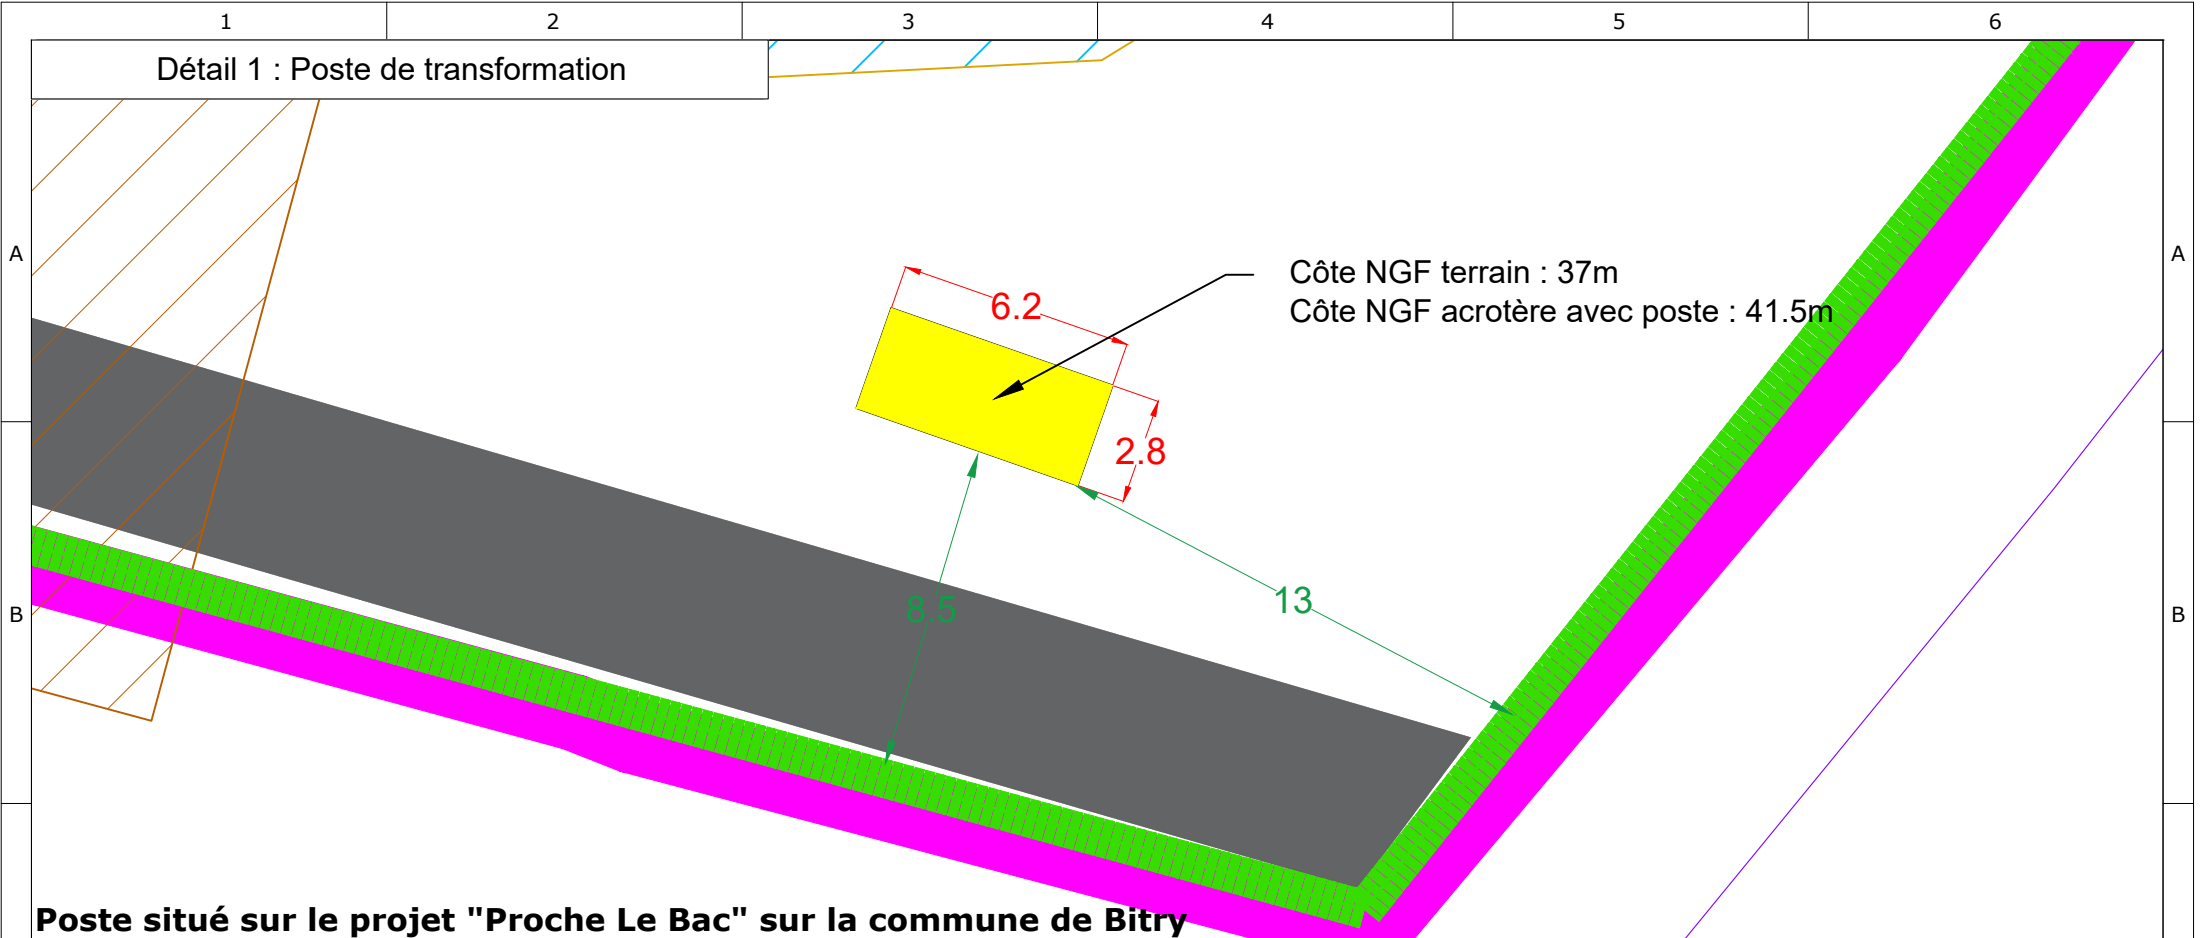 1 2 3 4 5 6
Détail 1 : Poste de transformation
A A
Côte NGF terrain : 37m
Côte NGF acrotère avec poste : 41.5m
6.2
2.8
13
8.5
B B
Poste situé sur le projet "Proche Le Bac" sur la commune de Bitry